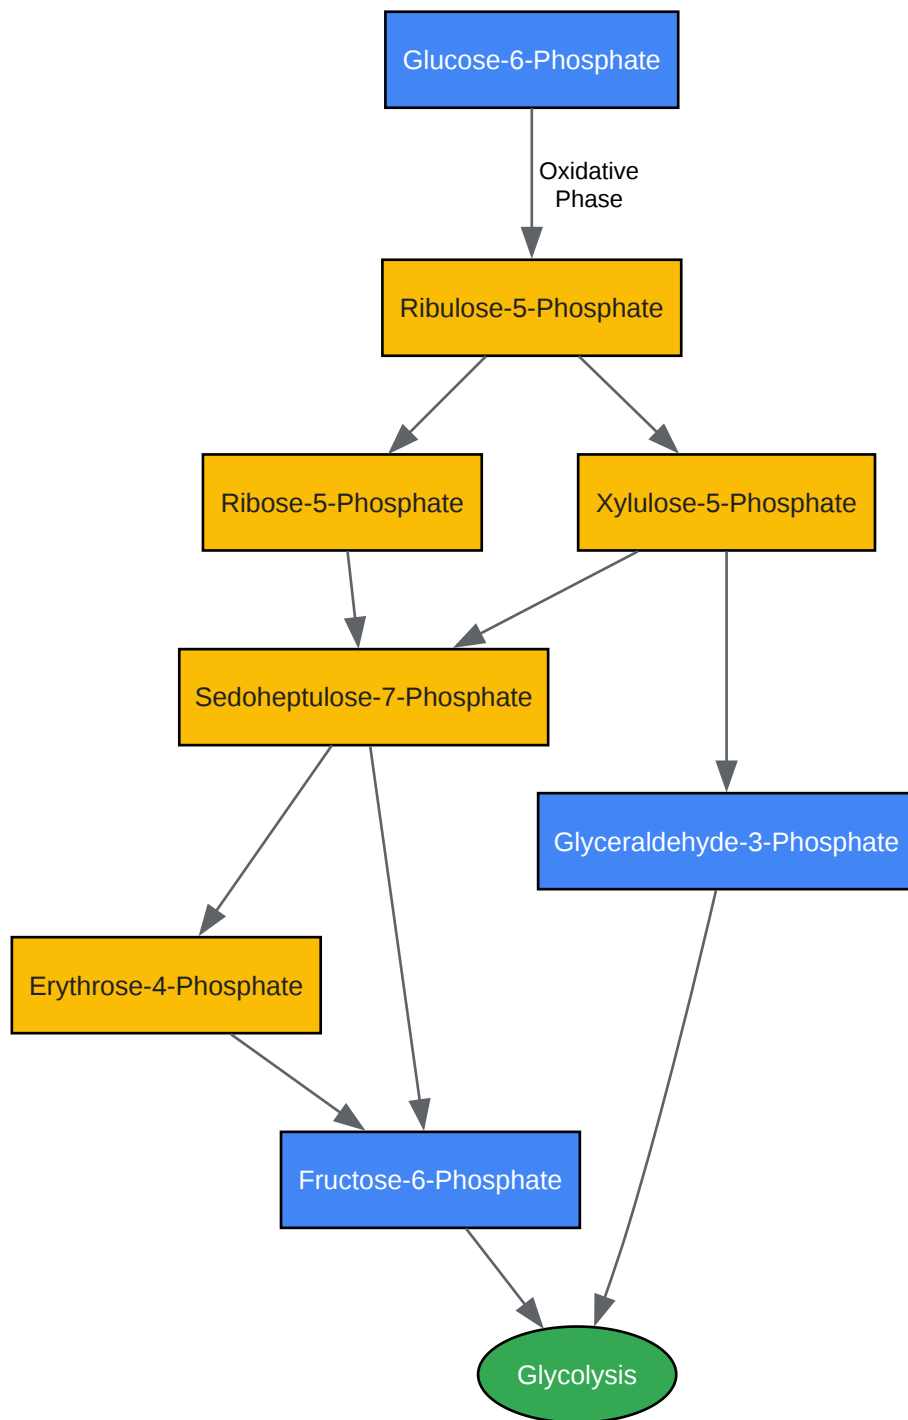 Glucose-6-Phosphate
Oxidative
Phase
Ribulose-5-Phosphate
Ribose-5-Phosphate
Xylulose-5-Phosphate
Sedoheptulose-7-Phosphate
Glyceraldehyde-3-Phosphate
Erythrose-4-Phosphate
Fructose-6-Phosphate
Glycolysis